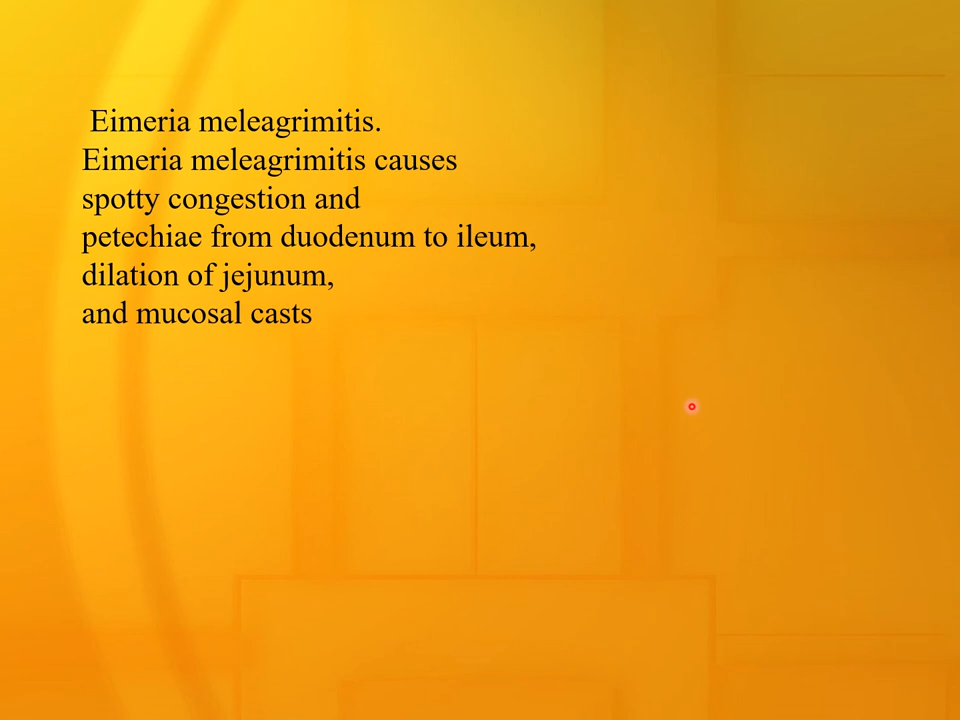 Eimeria meleagrimitis.
Eimeria meleagrimitis causes
spotty congestion and
petechiae from duodenum to ileum,
dilation of jejunum,
and mucosal casts